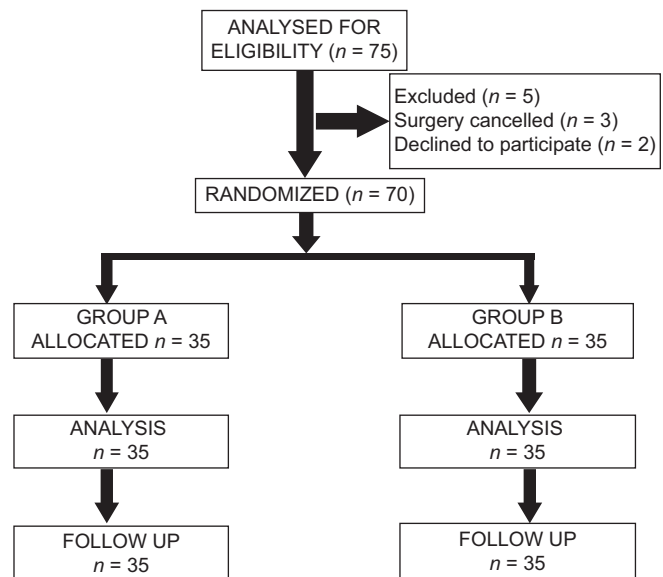 ANALYSED FOR
ELIGIBILITY (n = 75)
Excluded (n = 5)
Surgery cancelled (n = 3)
Declined to participate (n = 2)
RANDOMIZED (n = 70)
GROUP A
ALLOCATED n = 35
GROUP B
ALLOCATED n = 35
ANALYSIS
n = 35
ANALYSIS
n = 35
FOLLOW UP
n = 35
FOLLOW UP
n = 35